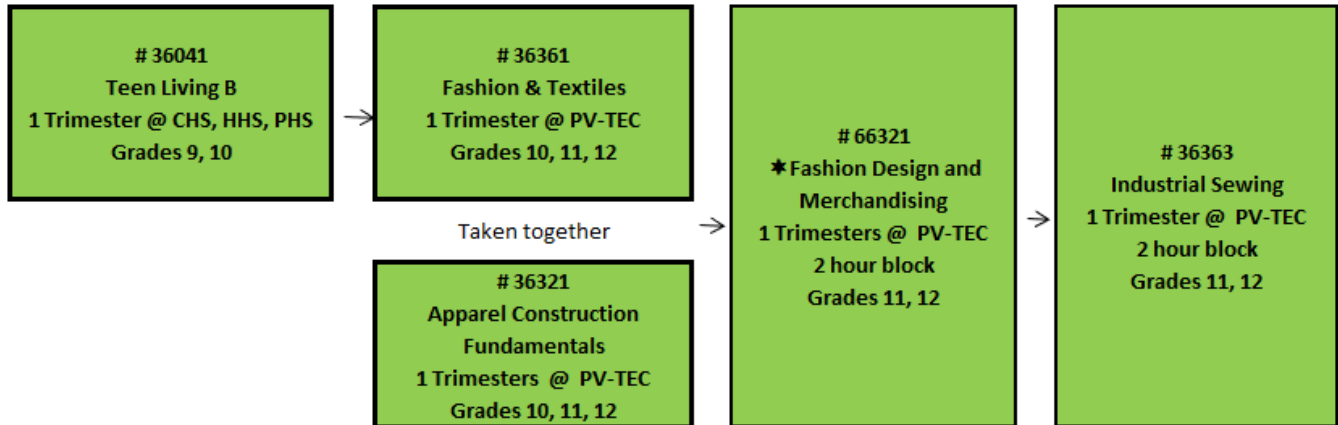 # 36041
Teen Living B
1 Trimester @ CHS, HHS, PHS
Grades 9, 10
# 36361
Fashion & Textiles
1 Trimester @ PV-TEC
Grades 10, 11, 12
Taken together
# 36321
Apparel Construction
Fundamentals
1 Trimesters @ PV-TEC
Grades 10, 11, 12
# 66321
✶Fashion Design and
Merchandising
1 Trimesters @ PV-TEC
2 hour block
Grades 11, 12
# 36363
Industrial Sewing
1 Trimester @ PV-TEC
2 hour block
Grades 11, 12